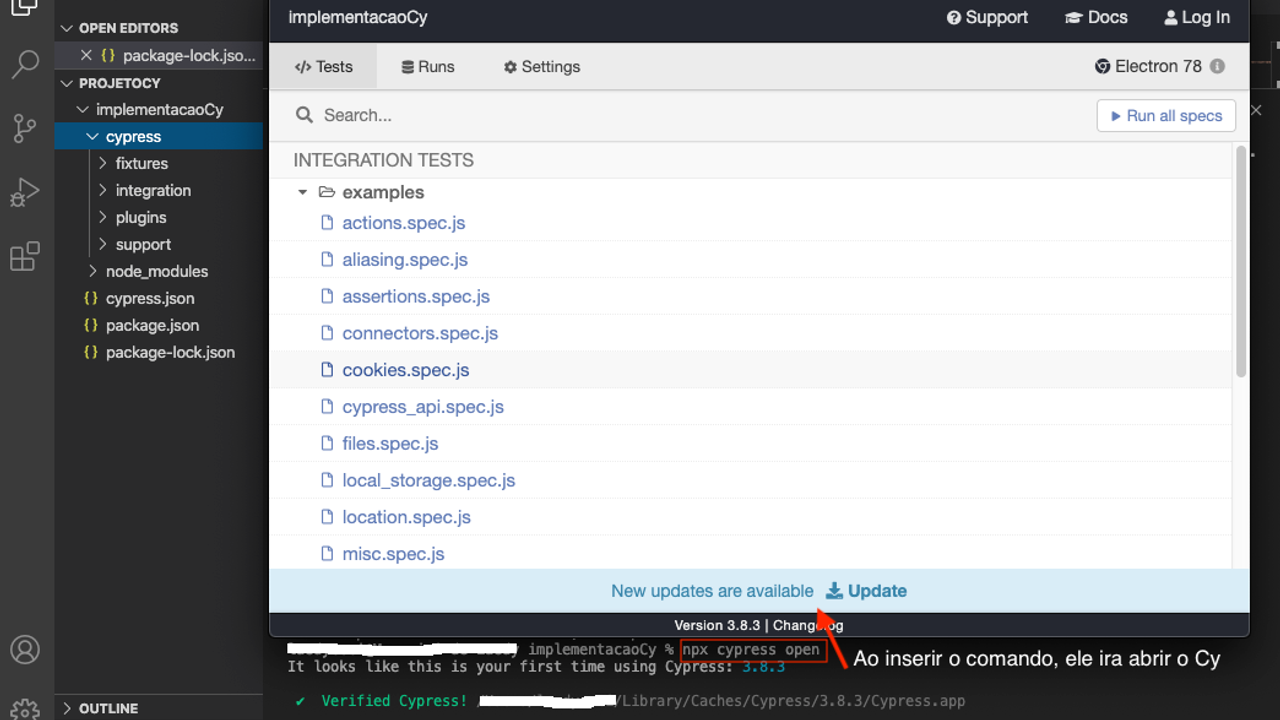 OPEN EDITORS
package-lock.jso...
PROJETOCY
implementacaoCy
cypress
fixtures
integration
plugins
support
node_modules
{} cypress.json
{} package.json
{} package-lock.json
OUTLINE
implementacaoCy
Support
Docs
Log In
</> Tests
Runs
Settings
Electron 78
Search...
Run all specs
INTEGRATION TESTS
examples
actions.spec.js
aliasing.spec.js
assertions.spec.js
connectors.spec.js
cookies.spec.js
cypress_api.spec.js
files.spec.js
local_storage.spec.js
location.spec.js
misc.spec.js
New updates are available Update
Version 3.8.3 | Changelog
implementacaoCy % npx cypress open
It looks like this is your first time using Cypress: 3.8.3
✔ Verified Cypress! /Library/Caches/Cypress/3.8.3/Cypress.app
Ao inserir o comando, ele ira abrir o Cy